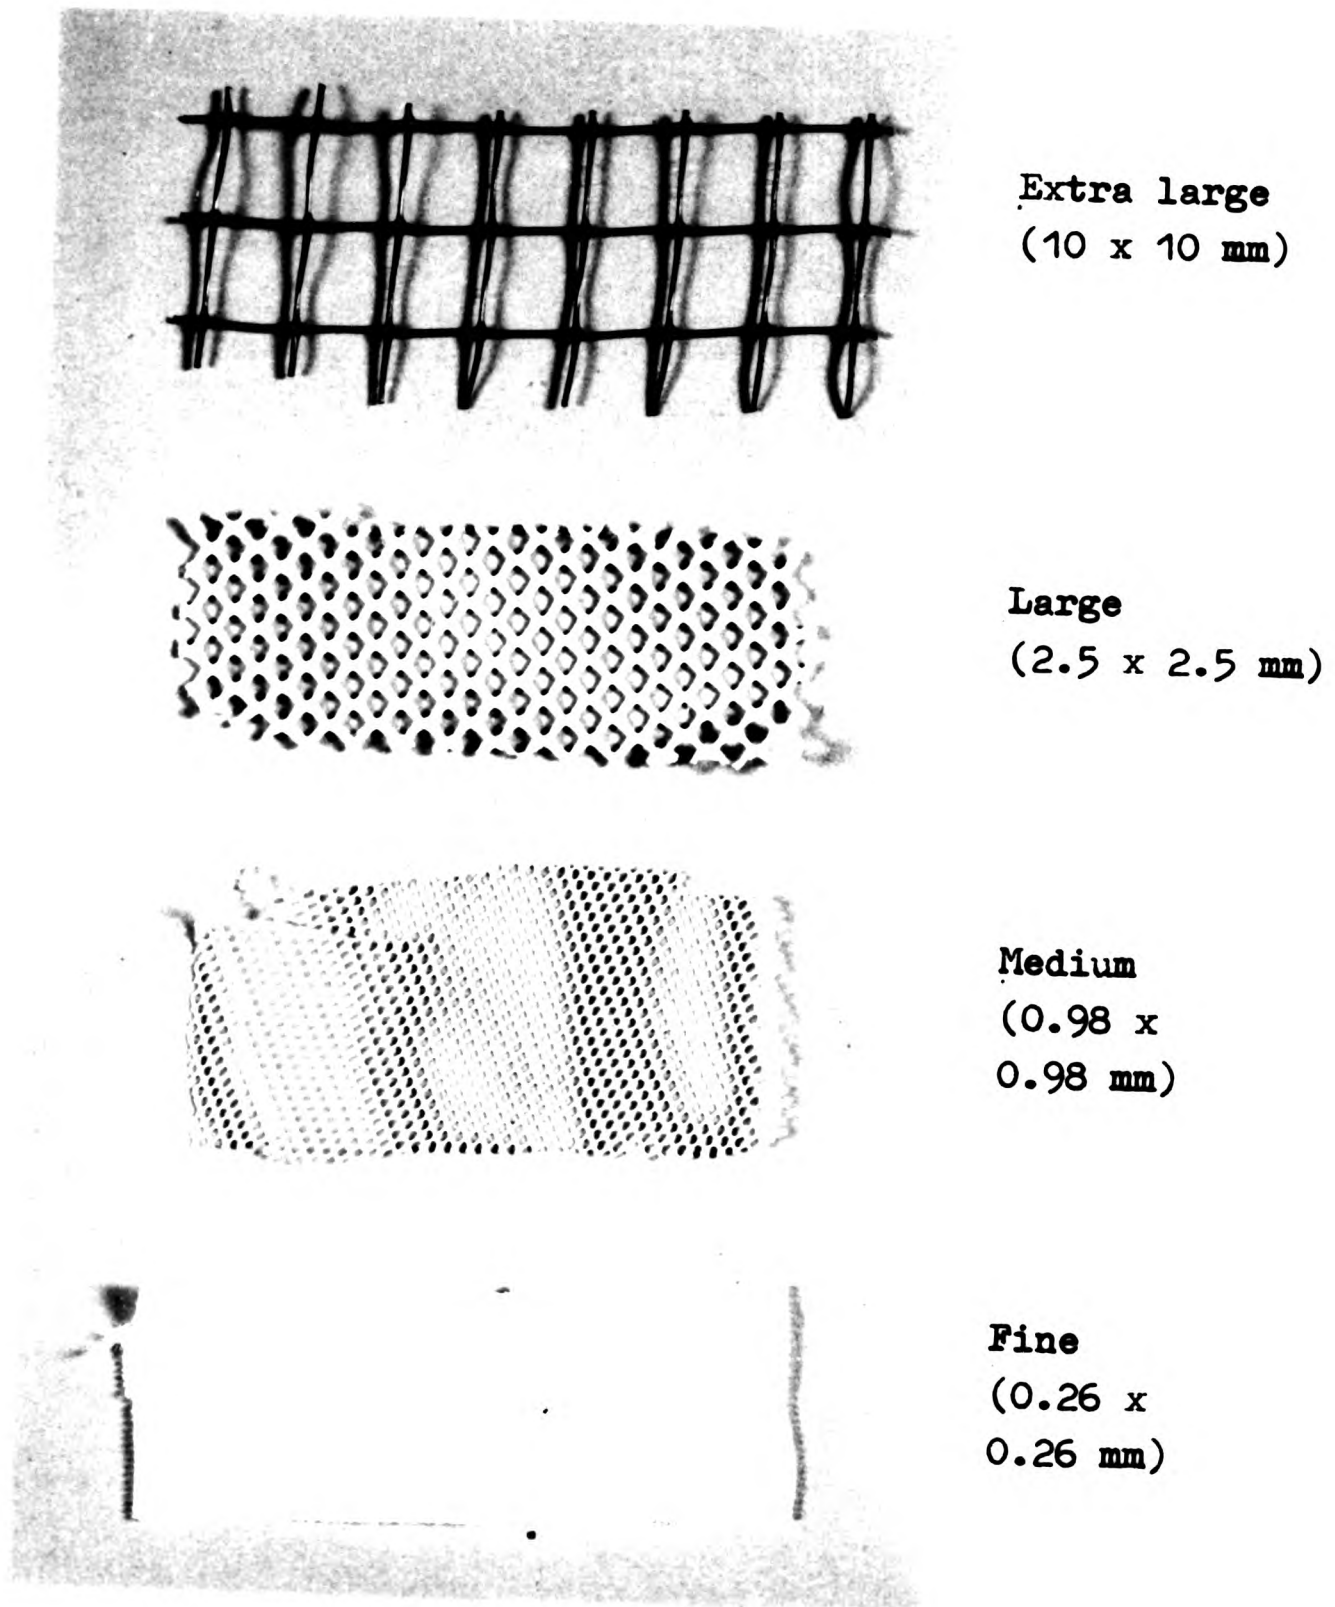 Extra large
(10 x 10 mm)
Large
(2.5 x 2.5 mm)
Medium
(0.98 x
0.98 mm)
Fine
(0.26 x
0.26 mm)